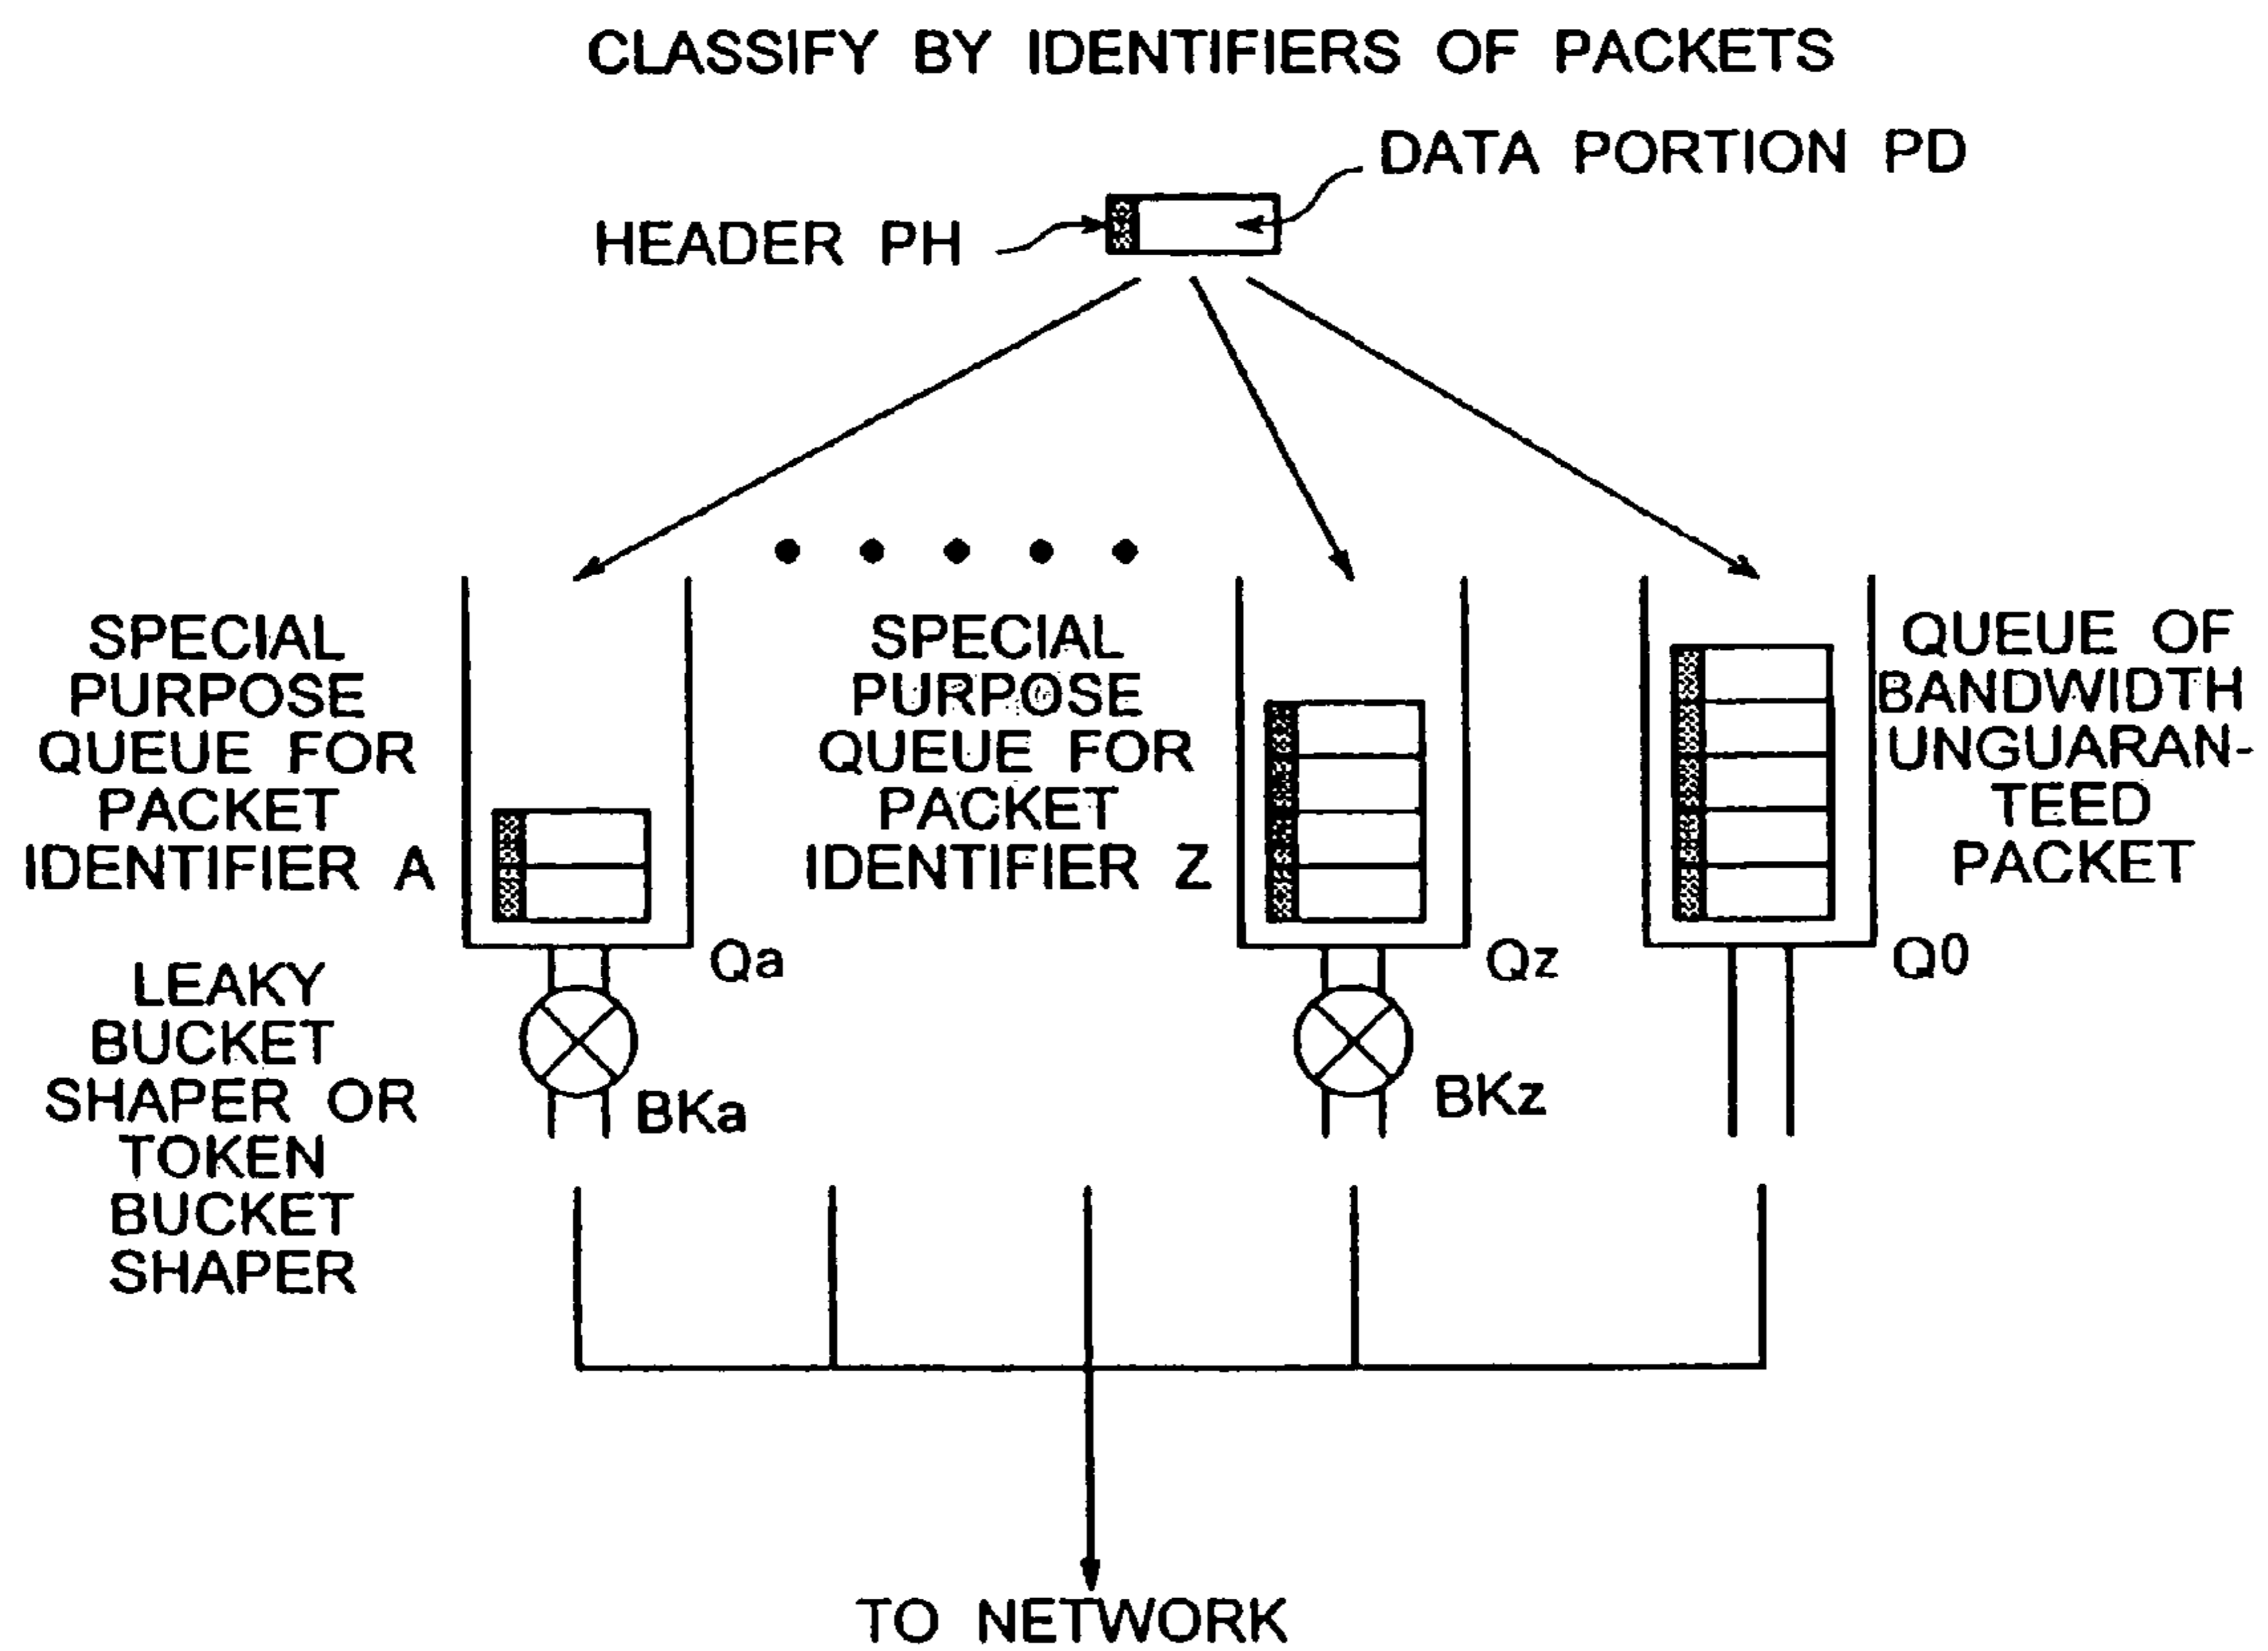 CLASSIFY BY IDENTIFIERS OF PACKETS
DATA PORTION PD
HEADER PH
SPECIAL
PURPOSE
QUEUE FOR
PACKET
IDENTIFIER A
SPECIAL
PURPOSE
QUEUE FOR
PACKET
IDENTIFIER Z
QUEUE OF
BANDWIDTH
UNGUARAN-
TEED
PACKET
Qa
Qz
Q0
LEAKY
BUCKET
SHAPER OR
TOKEN
BUCKET
SHAPER
BKa
BKz
TO NETWORK